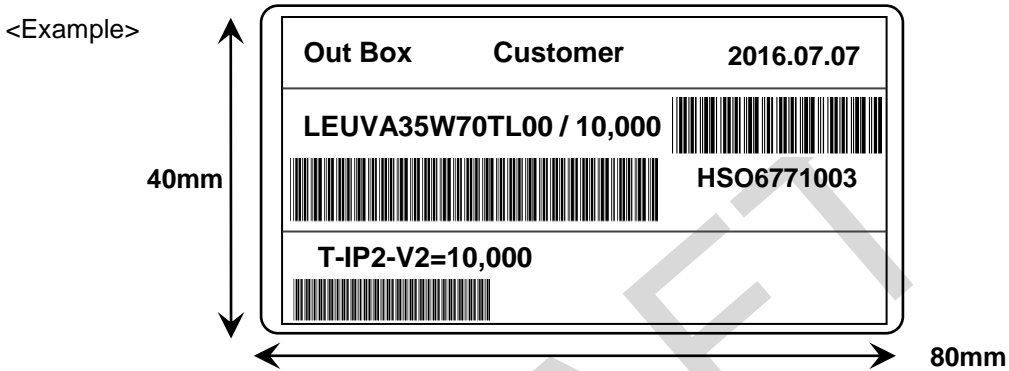 <Example>
Out Box Customer 2016.07.07
LEUVA35W70TL00 / 10,000
40mm
HSO6771003
T-IP2-V2=10,000
80mm